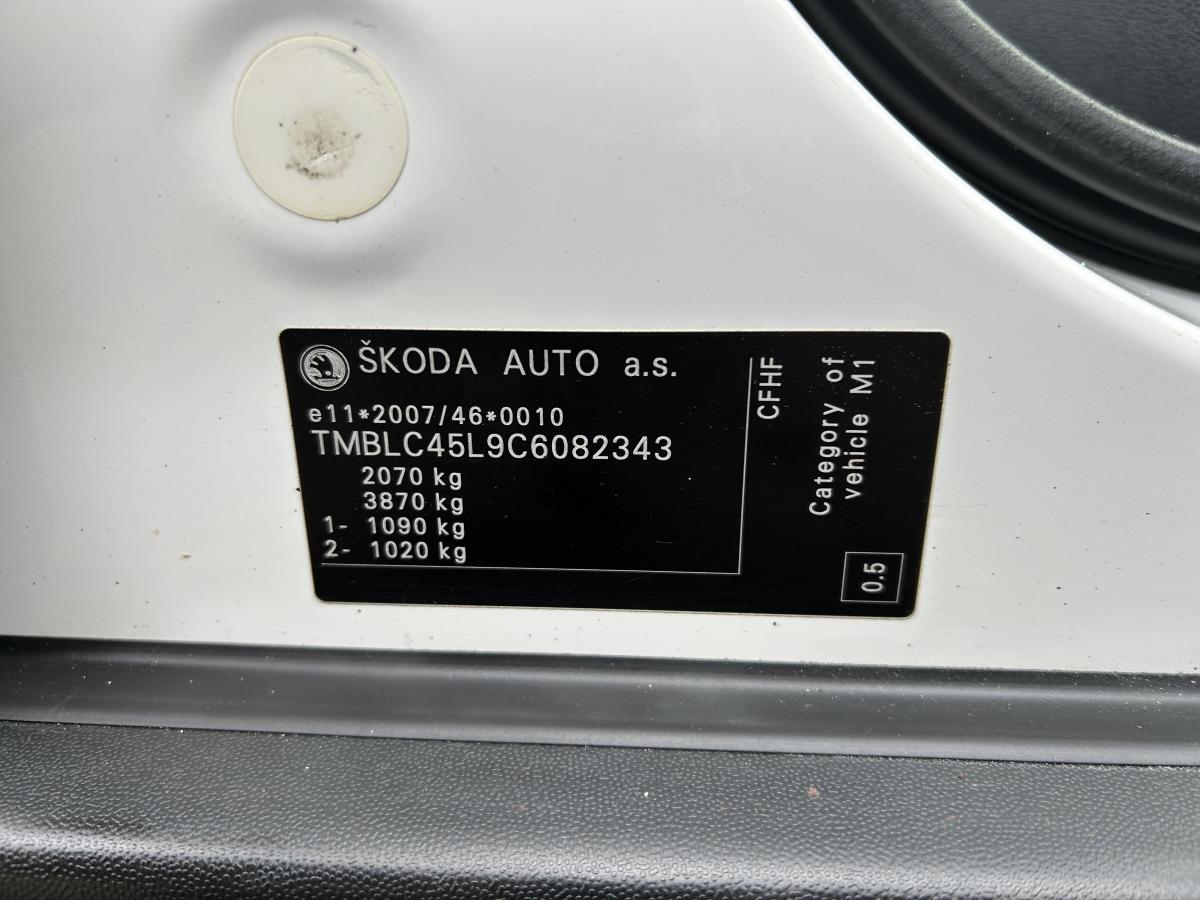 ŠKODA AUTO a.s.
e11*2007/46*0010
TMBLC45L9C6082343
2070 kg
3870 kg
1- 1090 kg
2- 1020 kg
CFHF
Category of
vehicle M1
0.5